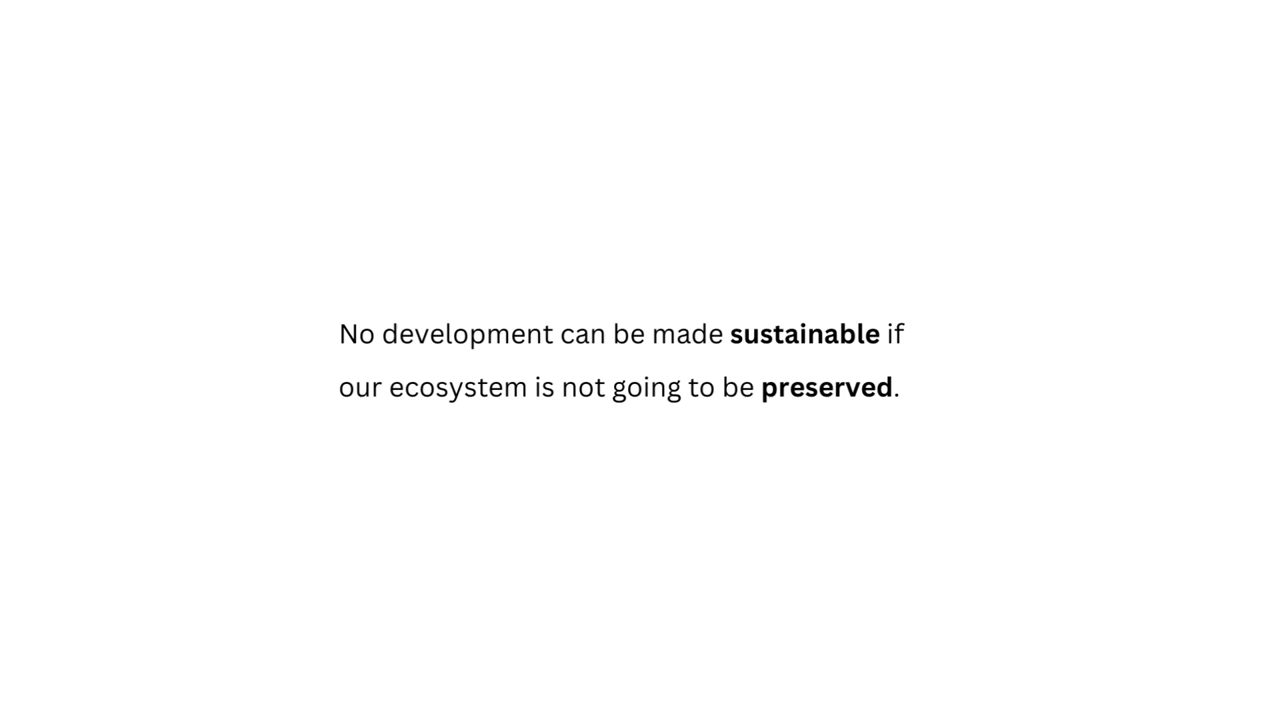 No development can be made sustainable if
our ecosystem is not going to be preserved.